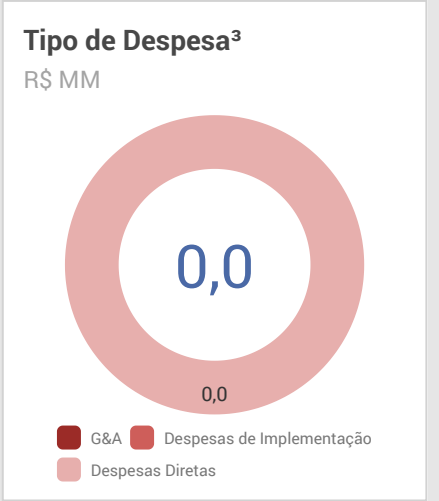 Tipo de Despesa³
R$ MM
0,0
0,0
G&A Despesas de Implementação
Despesas Diretas